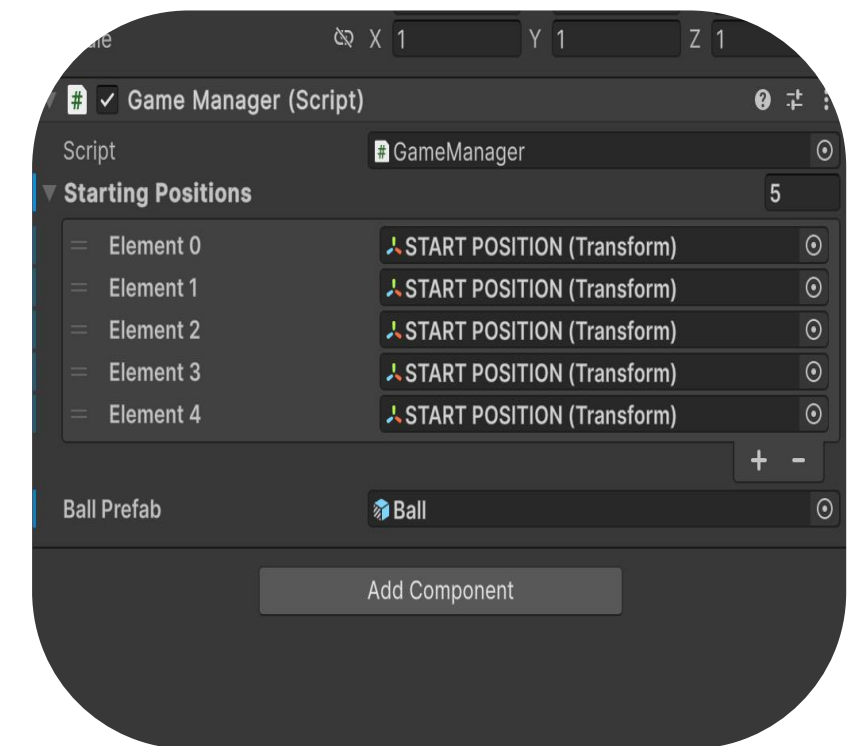 X 1 Y 1 Z 1
# Game Manager (Script)
Script # GameManager
Starting Positions 5
Element 0 START POSITION (Transform)
Element 1 START POSITION (Transform)
Element 2 START POSITION (Transform)
Element 3 START POSITION (Transform)
Element 4 START POSITION (Transform)
+ -
Ball Prefab Ball
Add Component